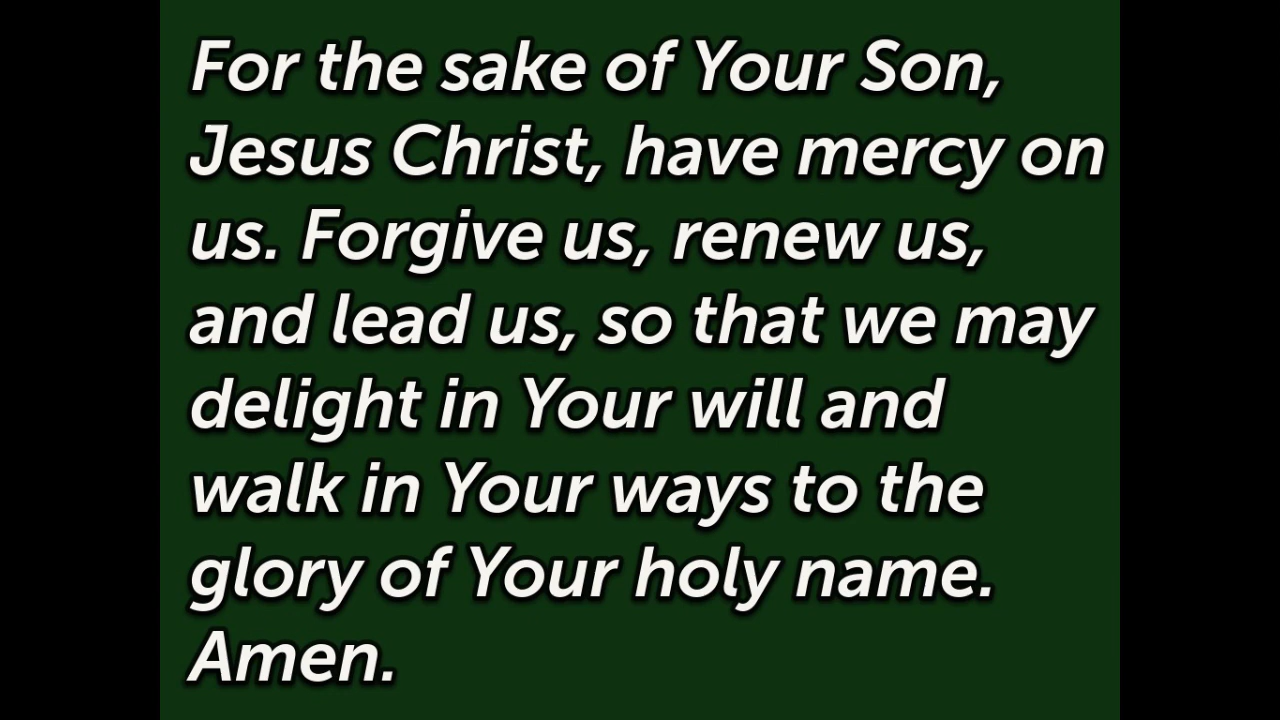 For the sake of Your Son,
Jesus Christ, have mercy on
us. Forgive us, renew us,
and lead us, so that we may
delight in Your will and
walk in Your ways to the
glory of Your holy name.
Amen.